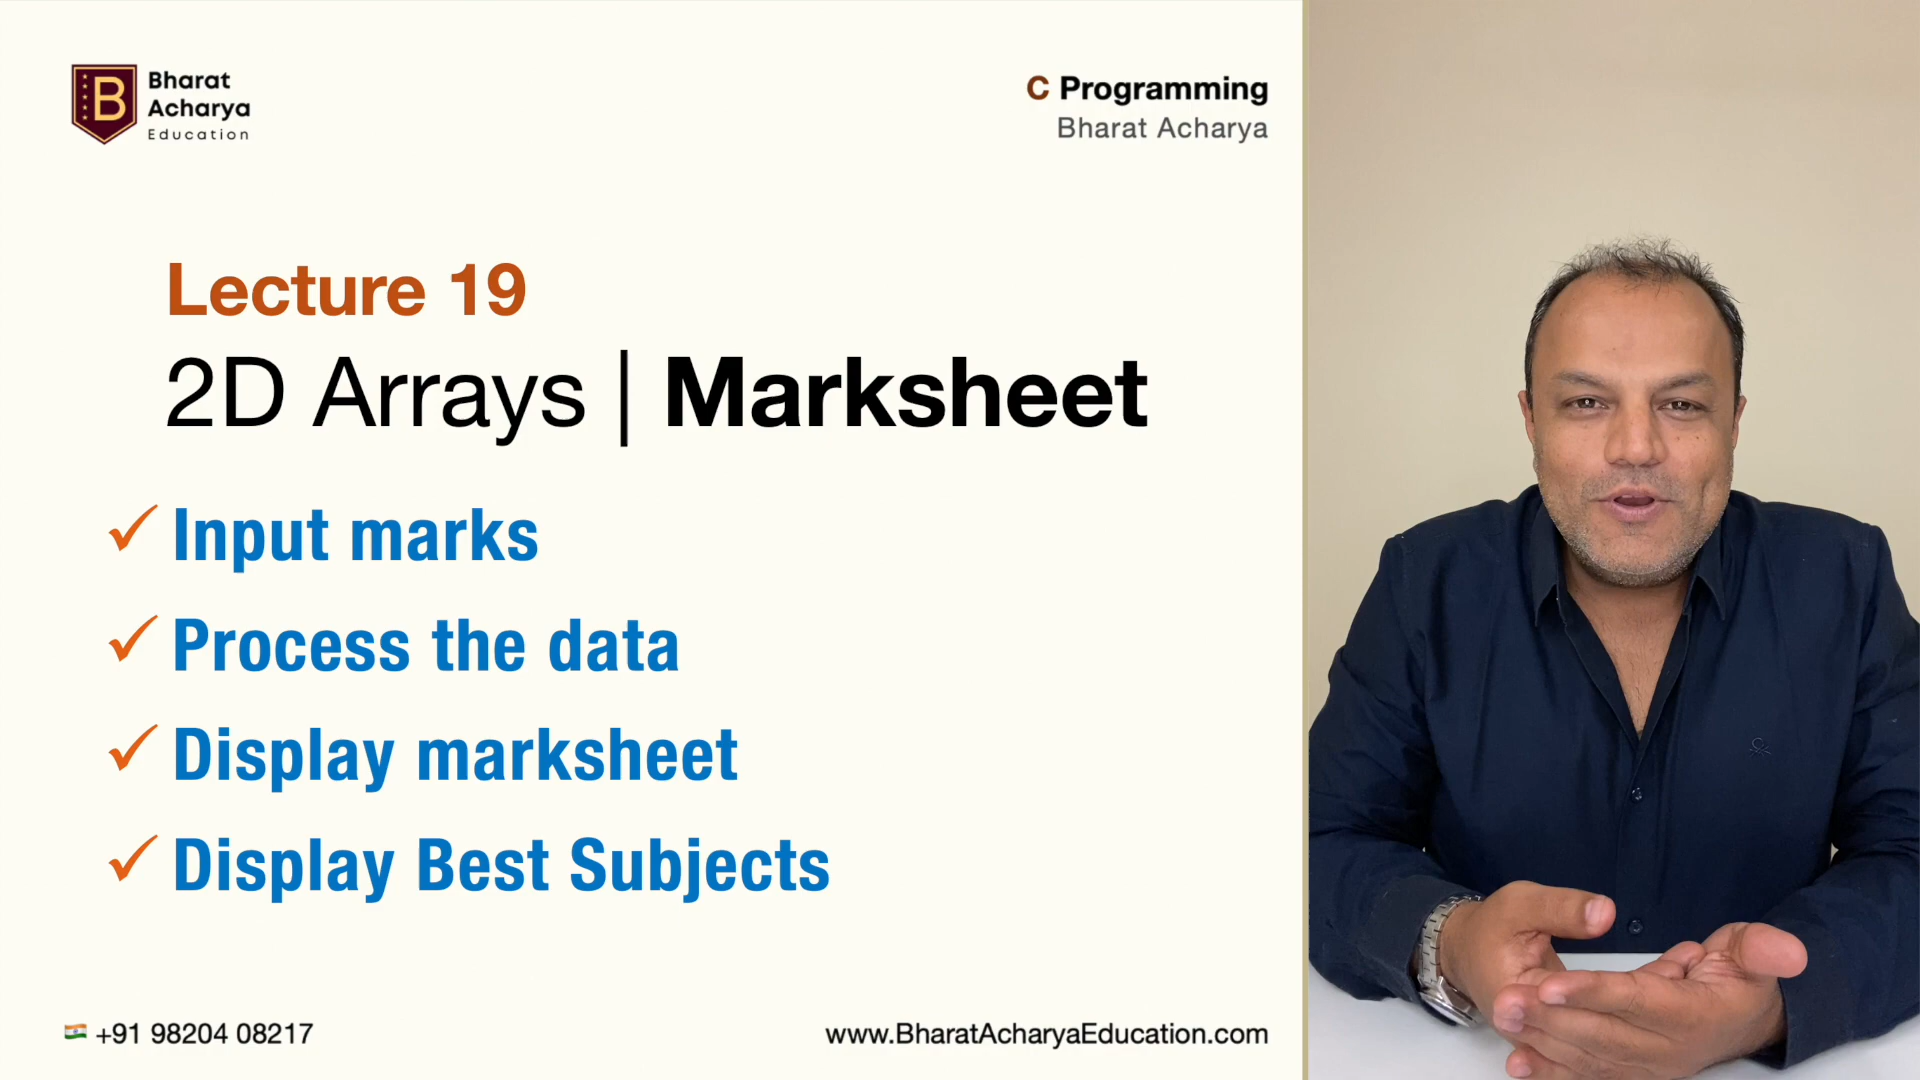 B
Bharat
Acharya
Education
C Programming
Bharat Acharya
Lecture 19
2D Arrays | Marksheet
✓ Input marks
✓ Process the data
✓ Display marksheet
✓ Display Best Subjects
+91 98204 08217
www.BharatAcharyaEducation.com